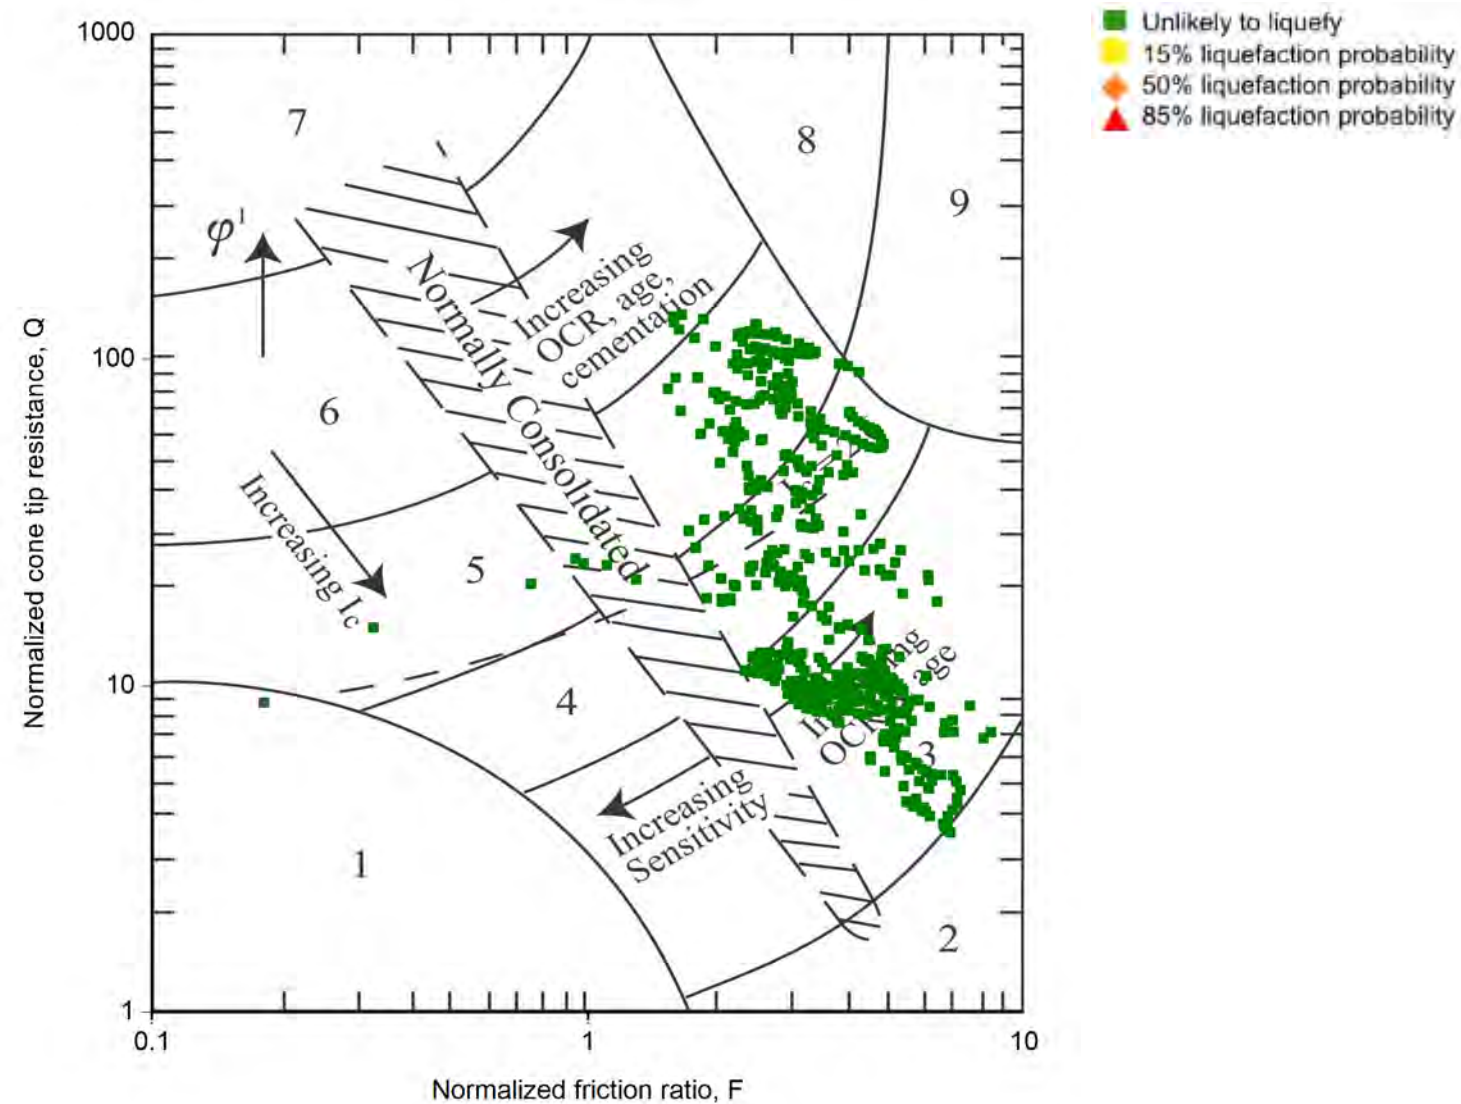 Unlikely to liquefy
15% liquefaction probability
50% liquefaction probability
85% liquefaction probability
1000
100
10
1
0.1
1
10
Normalized cone tip resistance, Q
Normalized friction ratio, F
7
8
9
φ'
Normally Consolidated
Increasing
OCR, age,
cementation
6
Increasing Ic
5
4
age
3
Increasing
Sensitivity
1
2